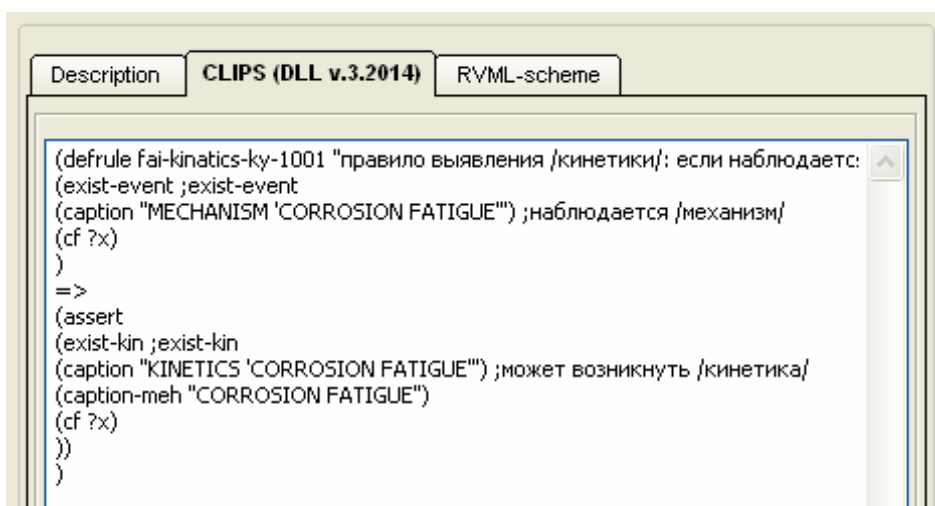 Description CLIPS (DLL v.3.2014) RVML-scheme
(defrule fai-kinatics-ky-1001 "правило выявления /кинетики/: если наблюдаетс
(exist-event ;exist-event
(caption "MECHANISM 'CORROSION FATIGUE'") ;наблюдается /механизм/
(cf ?x)
)
=>
(assert
(exist-kin ;exist-kin
(caption "KINETICS 'CORROSION FATIGUE'") ;может возникнуть /кинетика/
(caption-meh "CORROSION FATIGUE")
(cf ?x)
))
)